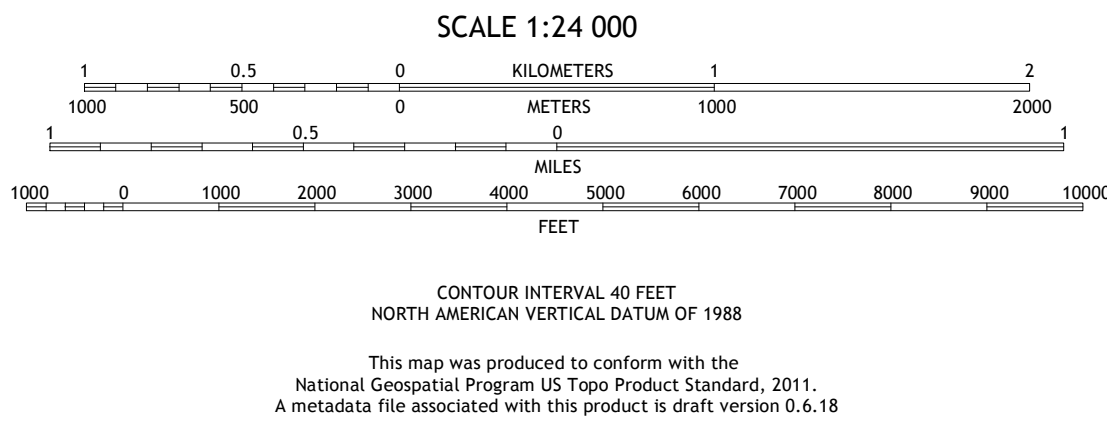 SCALE 1:24 000
1 0.5 0 KILOMETERS 1 2
1000 500 0 METERS 1000 2000
1 0.5 0 1
MILES
1000 0 1000 2000 3000 4000 5000 6000 7000 8000 9000 10000
FEET
CONTOUR INTERVAL 40 FEET
NORTH AMERICAN VERTICAL DATUM OF 1988
This map was produced to conform with the
National Geospatial Program US Topo Product Standard, 2011.
A metadata file associated with this product is draft version 0.6.18